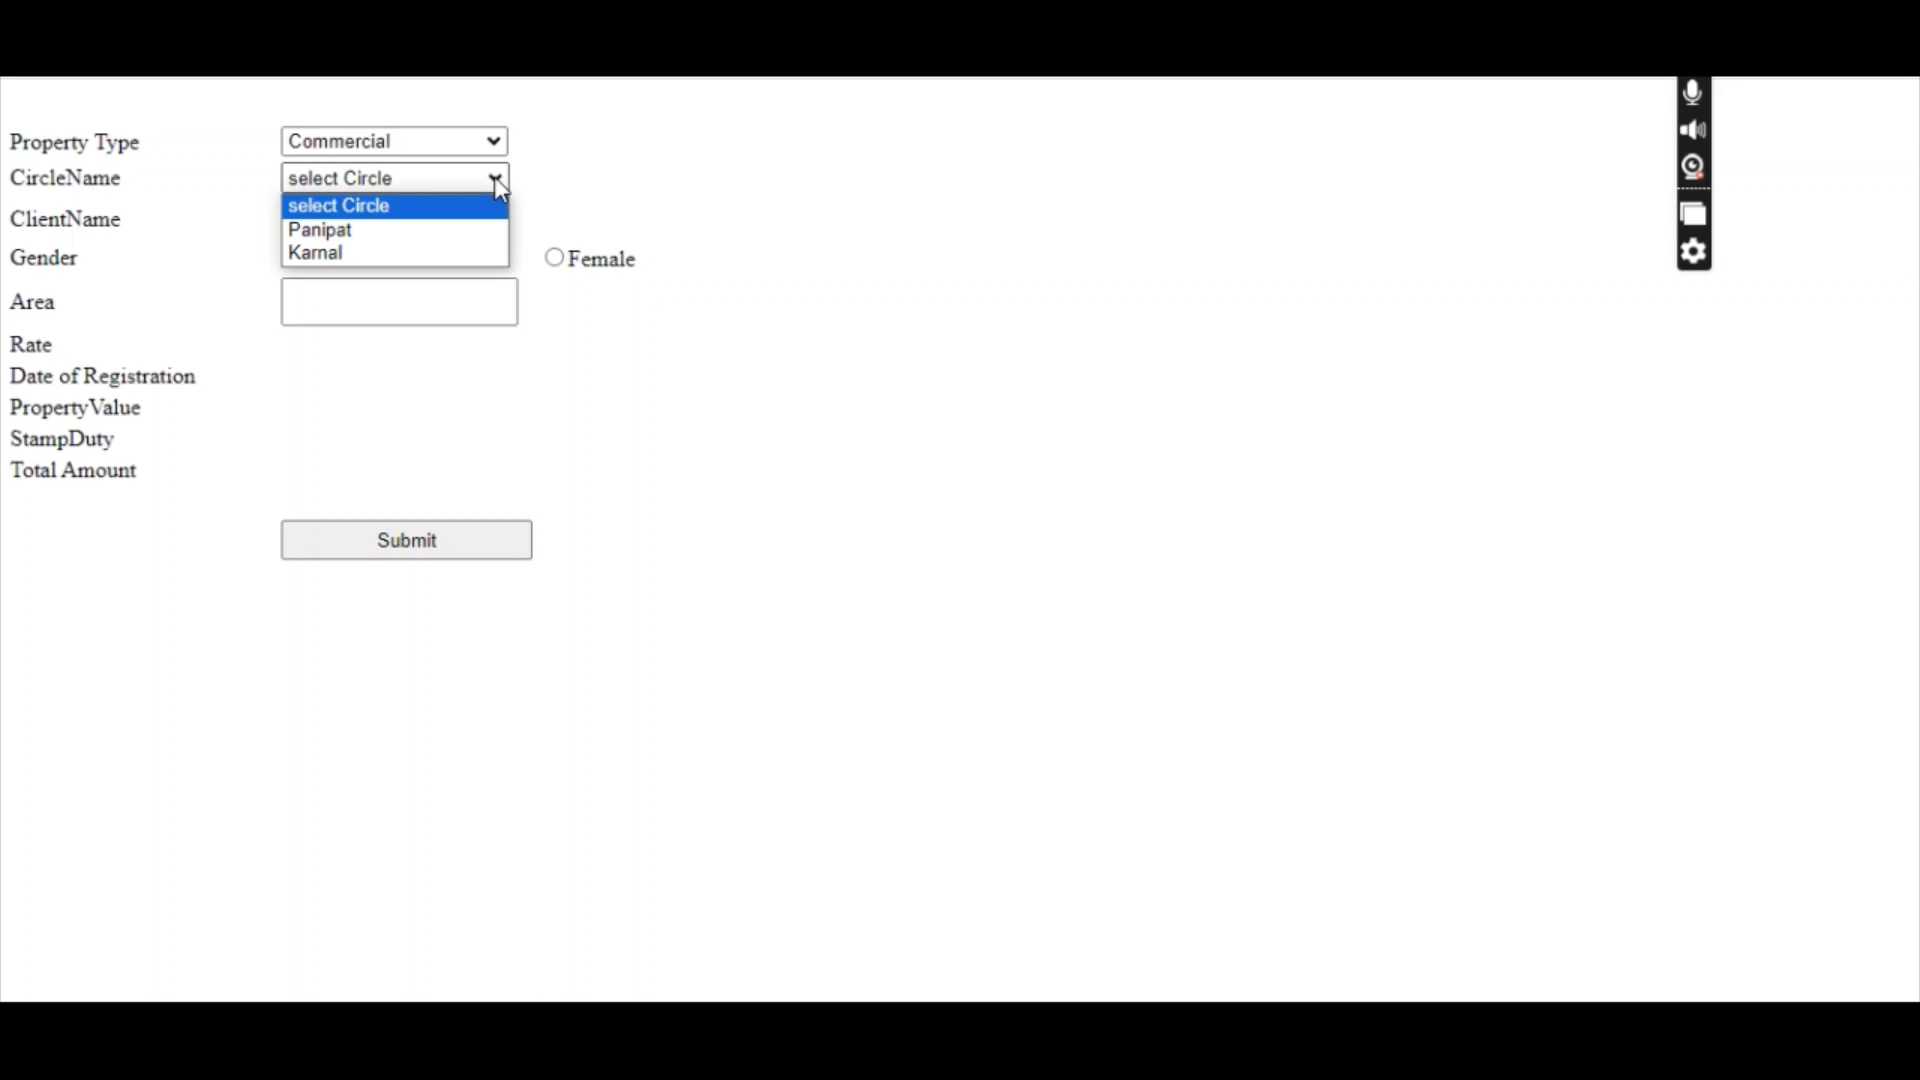 Property Type Commercial
CircleName select Circle
select Circle
ClientName
Panipat
Karnal
Gender Female
Area
Rate
Date of Registration
PropertyValue
StampDuty
Total Amount
Submit